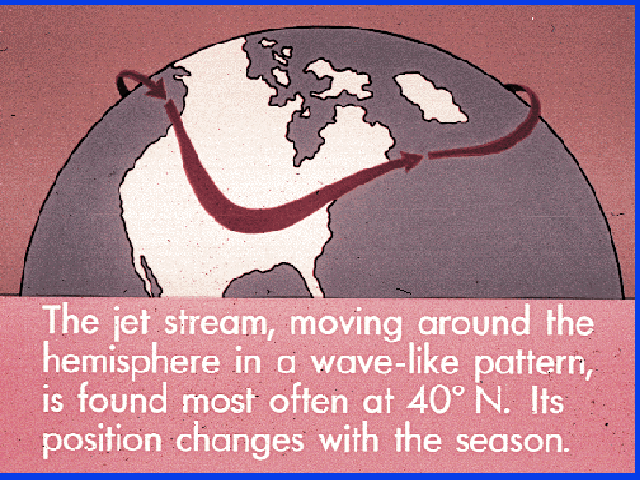 The jet stream, moving around the
hemisphere in a wave-like pattern,
is found most often at 40° N. Its
position changes with the season.